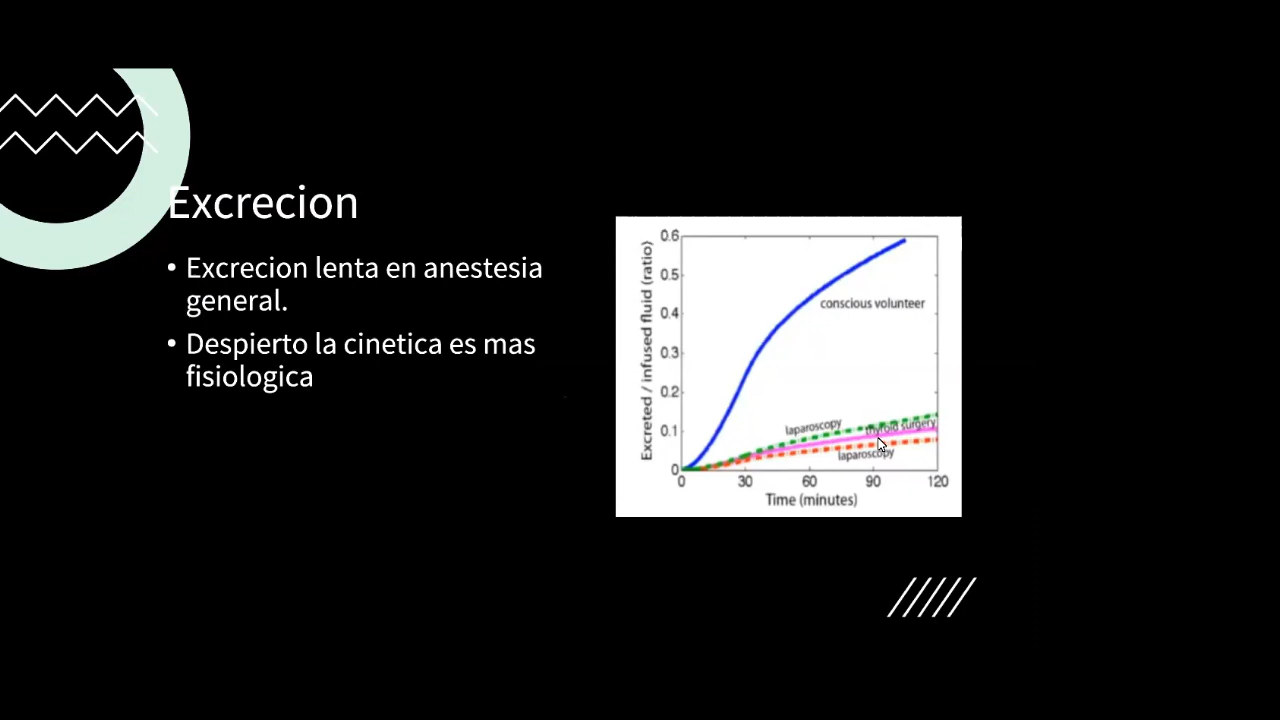 Excrecion
• Excrecion lenta en anestesia
general.
• Despierto la cinetica es mas
fisiologica
Excreted / infused fluid (ratio)
0.6
0.5
0.4
0.3
0.2
0.1
0
conscious volunteer
laparoscopy
thyroid surgery
laparoscopy
0 30 60 90 120
Time (minutes)